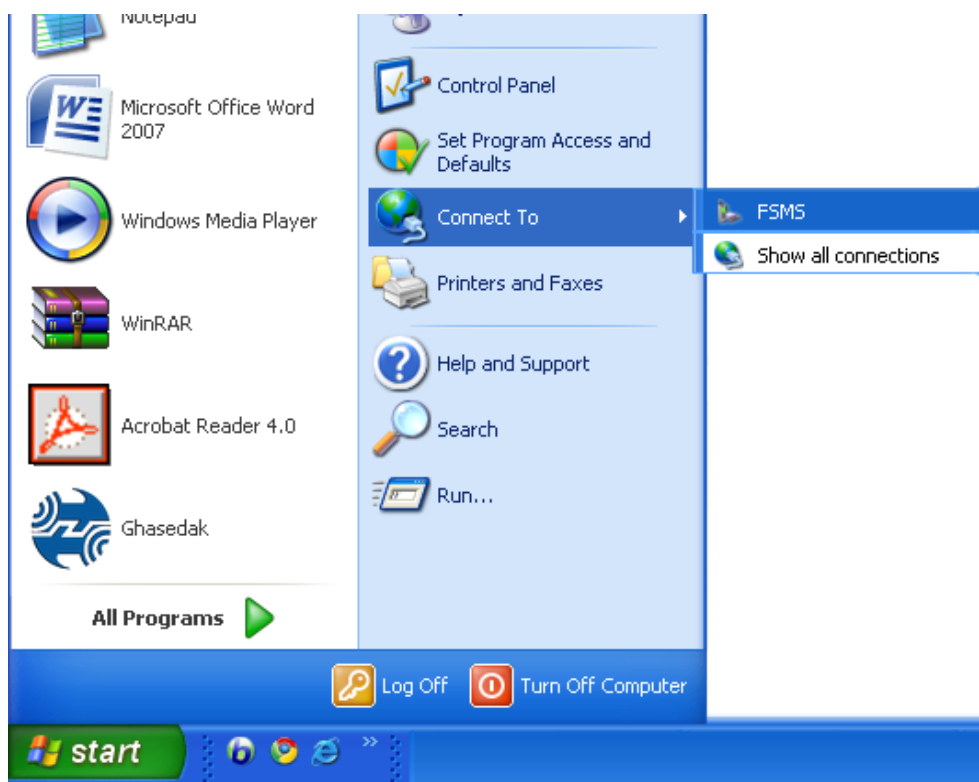 Notepad
Microsoft Office Word
2007
Windows Media Player
WinRAR
Acrobat Reader 4.0
Ghasedak
All Programs
Control Panel
Set Program Access and
Defaults
Connect To
Printers and Faxes
Help and Support
Search
Run...
FSMS
Show all connections
Log Off
Turn Off Computer
start